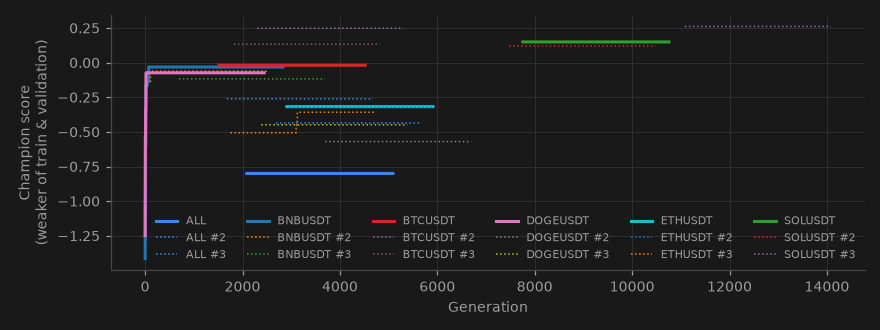 Champion score
(weaker of train & validation)
0.25
0.00
−0.25
−0.50
−0.75
−1.00
−1.25
ALL BNBUSDT BTCUSDT DOGEUSDT ETHUSDT SOLUSDT
ALL #2 BNBUSDT #2 BTCUSDT #2 DOGEUSDT #2 ETHUSDT #2 SOLUSDT #2
ALL #3 BNBUSDT #3 BTCUSDT #3 DOGEUSDT #3 ETHUSDT #3 SOLUSDT #3
0 2000 4000 6000 8000 10000 12000 14000
Generation